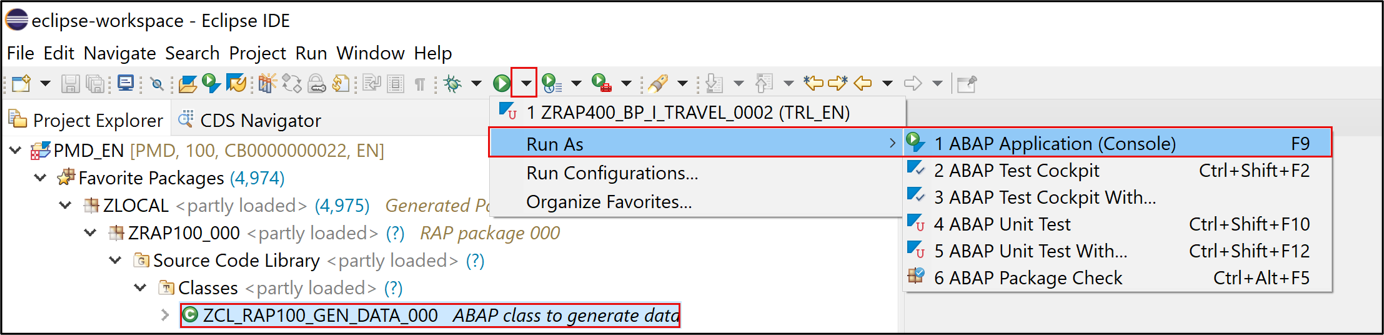 eclipse-workspace - Eclipse IDE
File Edit Navigate Search Project Run Window Help
Project Explorer CDS Navigator
1 ZRAP400_BP_I_TRAVEL_0002 (TRL_EN)
Run As
Run Configurations...
Organize Favorites...
1 ABAP Application (Console) F9
2 ABAP Test Cockpit Ctrl+Shift+F2
3 ABAP Test Cockpit With...
4 ABAP Unit Test Ctrl+Shift+F10
5 ABAP Unit Test With... Ctrl+Shift+F12
6 ABAP Package Check Ctrl+Alt+F5
PMD_EN [PMD, 100, CB0000000022, EN]
Favorite Packages (4,974)
ZLOCAL <partly loaded> (4,975) Generated
ZRAP100_000 <partly loaded> (?) RAP package 000
Source Code Library <partly loaded> (?)
Classes <partly loaded> (?)
ZCL_RAP100_GEN_DATA_000 ABAP class to generate data